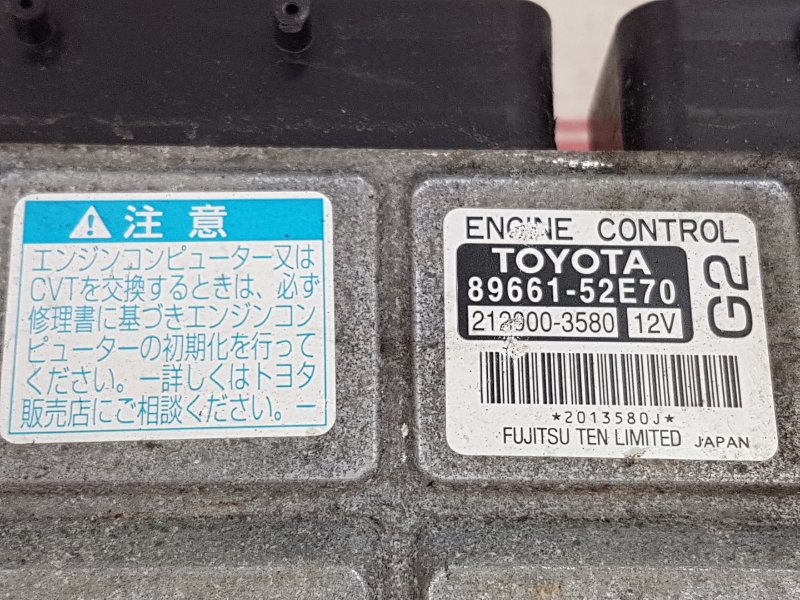 注意
エンジンコンピューター又は
CVTを交換するときは、必ず
修理書に基づきエンジンコン
ピューターの初期化を行って
ください。ー詳しくはトヨタ
販売店にご相談ください。ー
ENGINE CONTROL
TOYOTA
89661-52E70
212000-3580 12V
G2
*2013580J*
FUJITSU TEN LIMITED JAPAN